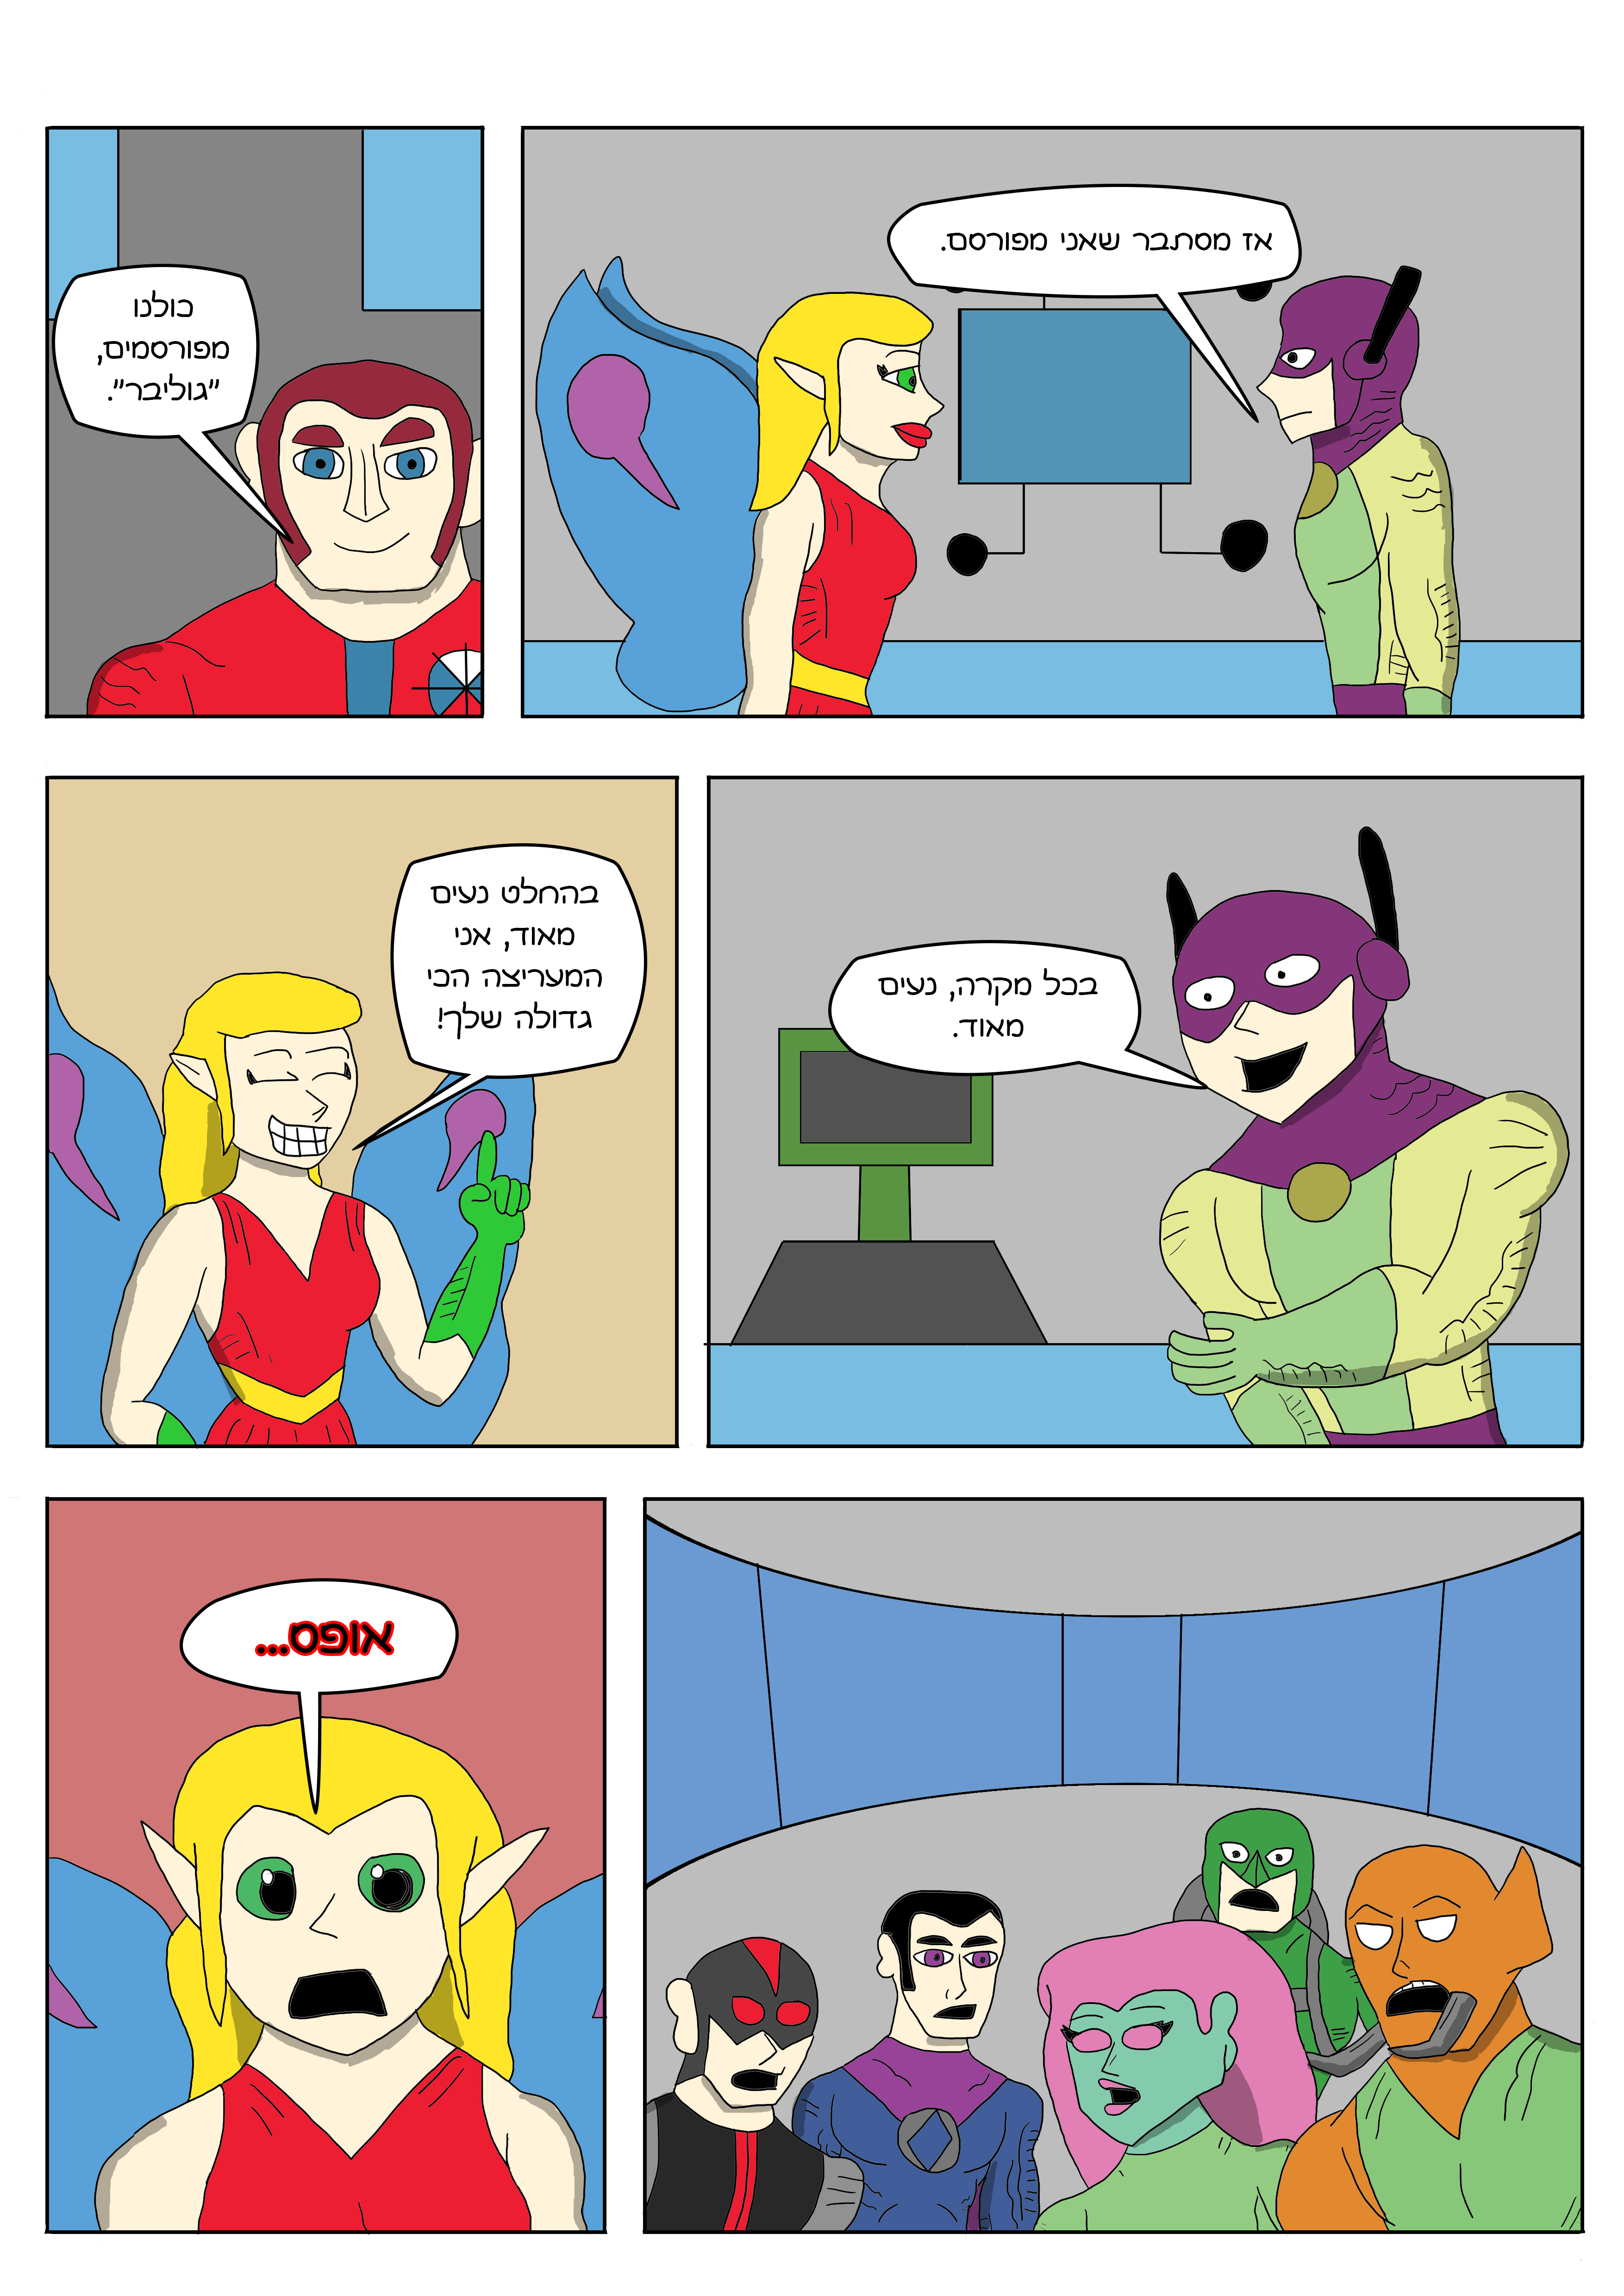 אז מסתבר שאני מפורסם.
כולנו
מפורסמים,
"גוליבר".
בכל מקרה, נעים
מאוד.
בהחלט נעים
מאוד, אני
המעריצה הכי
גדולה שלך!
אופס...